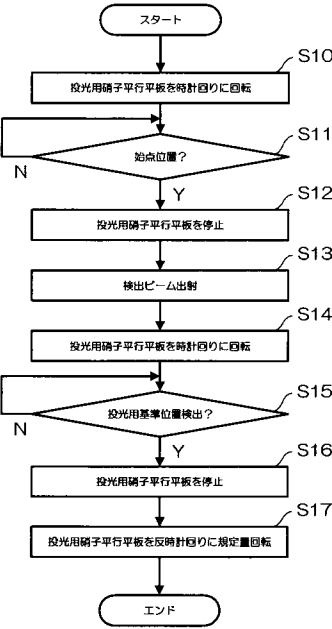 スタート
S10
投光用硝子平行平板を時計回りに回転
S11
始点位置？
N
Y
S12
投光用硝子平行平板を停止
S13
検出ビーム出射
S14
投光用硝子平行平板を時計回りに回転
S15
投光用基準位置検出？
N
Y
S16
投光用硝子平行平板を停止
S17
投光用硝子平行平板を反時計回りに規定量回転
エンド